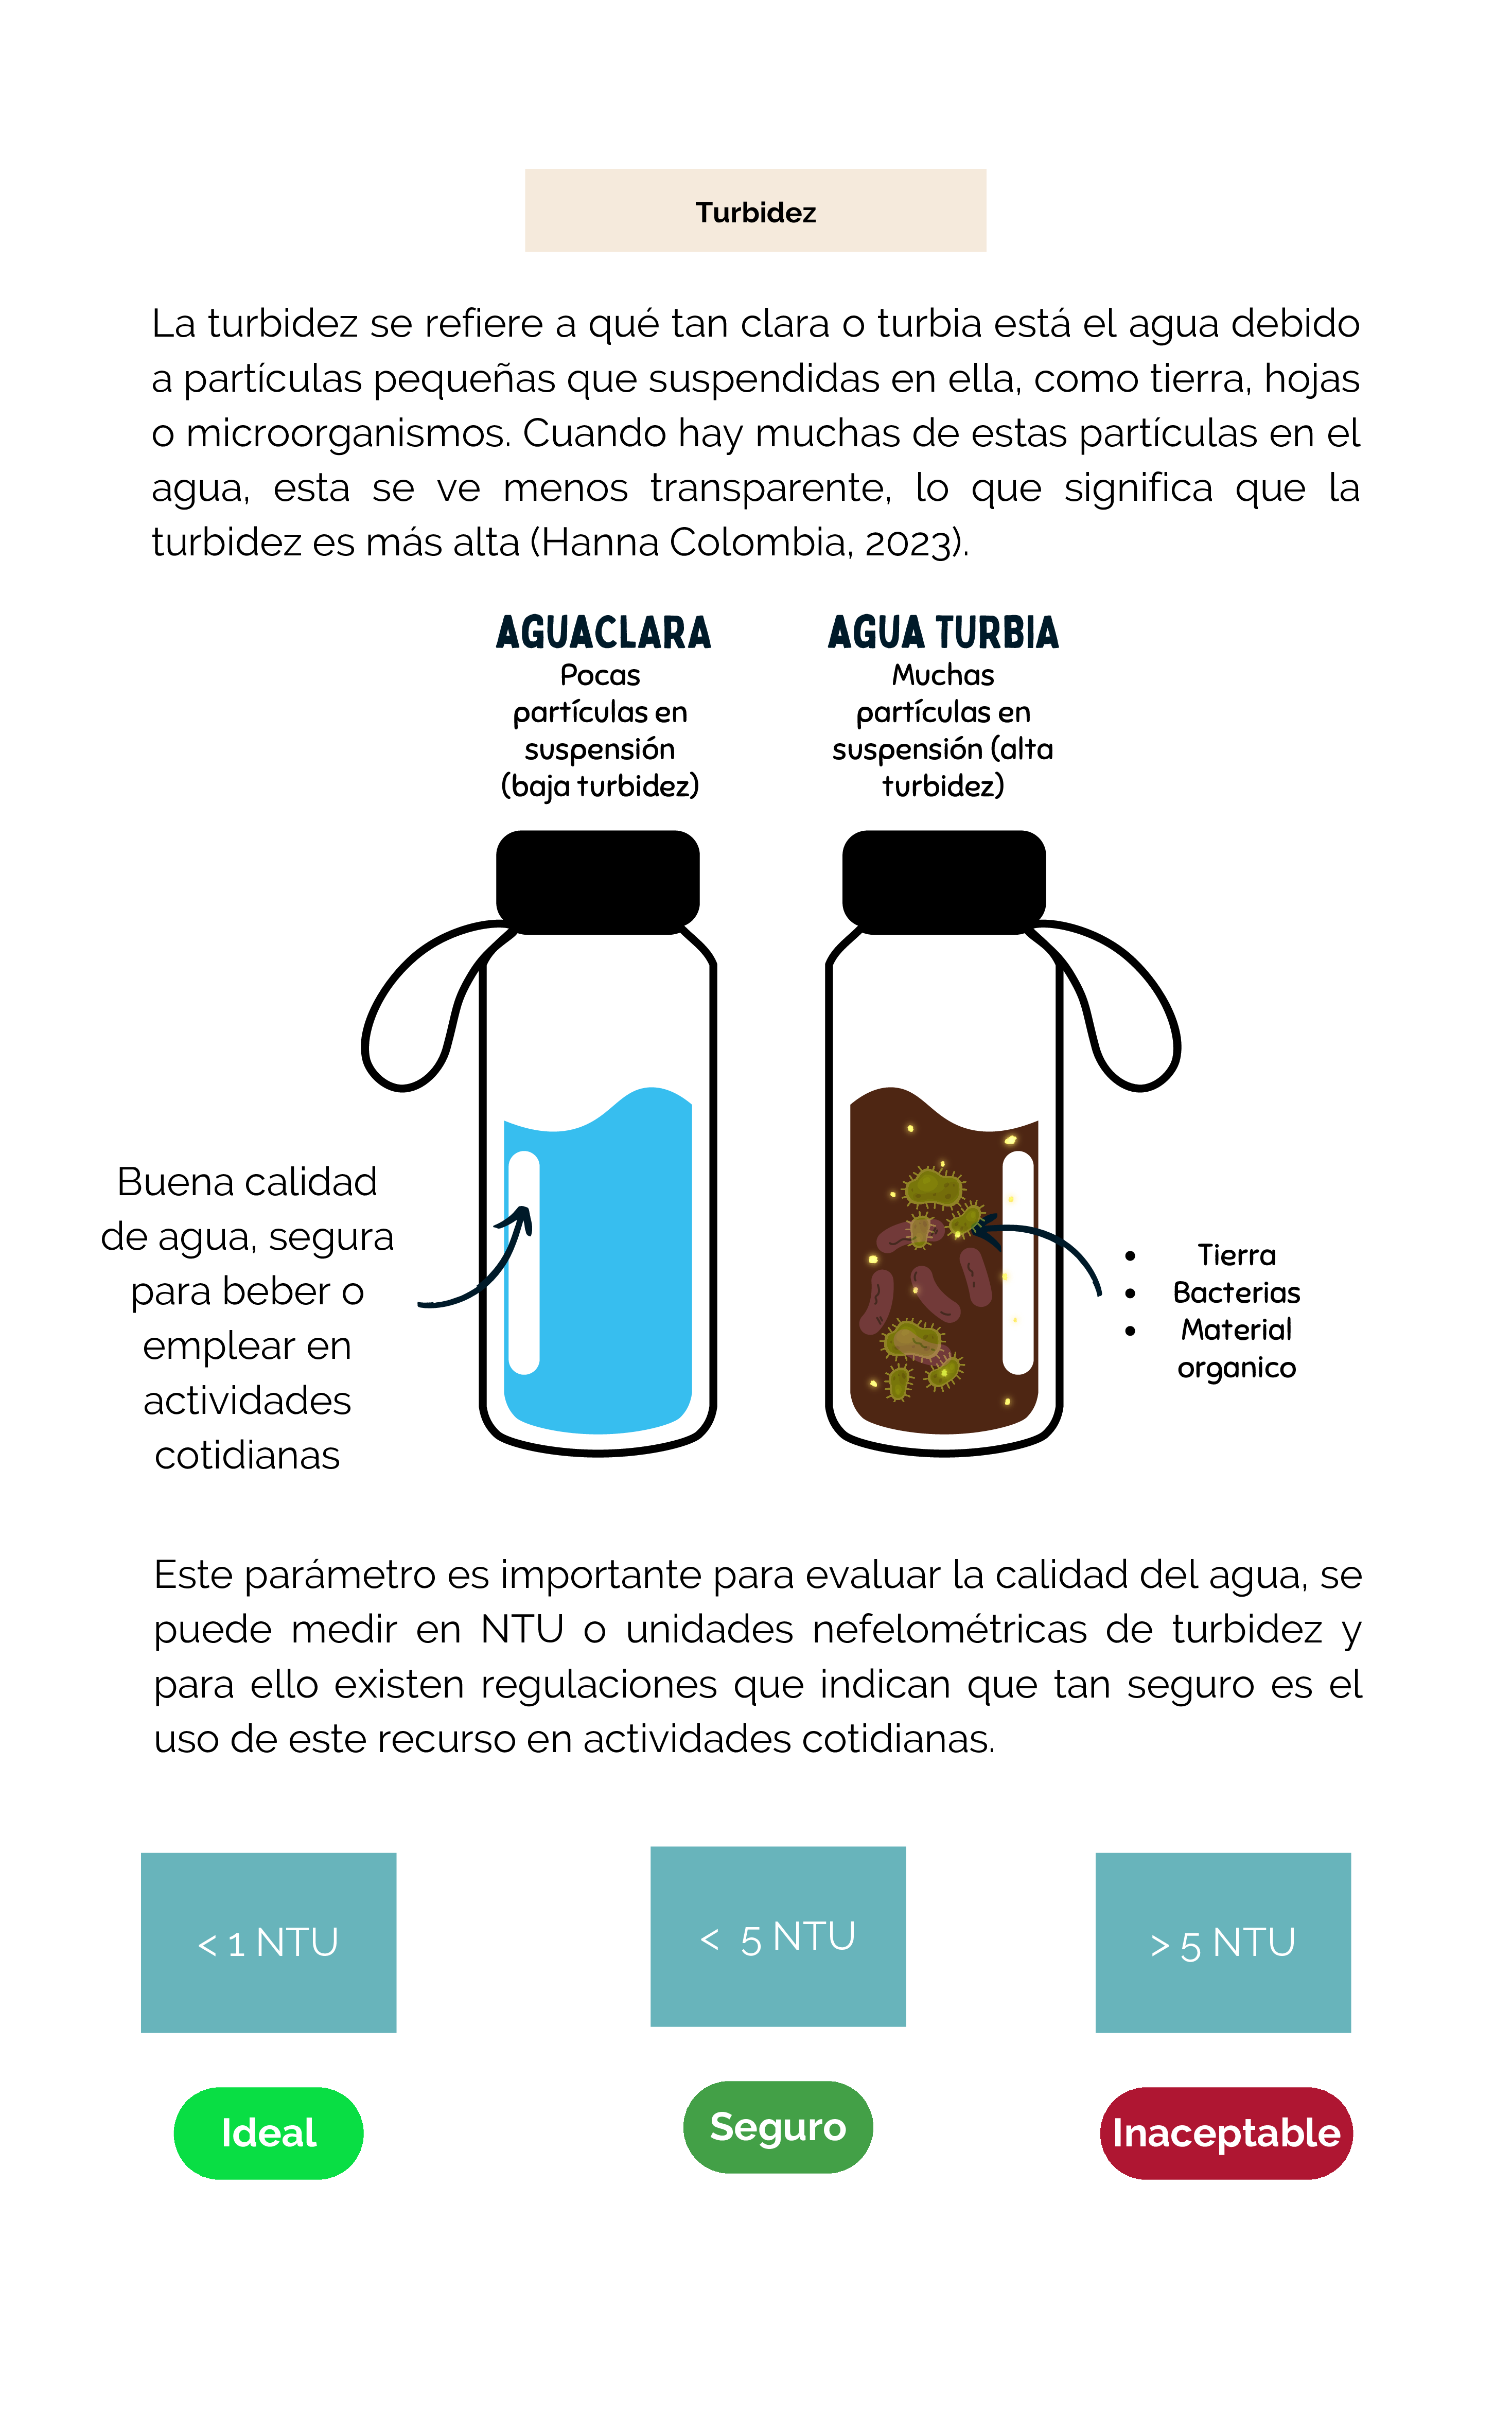 Turbidez
La turbidez se refiere a qué tan clara o turbia está el agua debido
a partículas pequeñas que suspendidas en ella, como tierra, hojas
o microorganismos. Cuando hay muchas de estas partículas en el
agua, esta se ve menos transparente, lo que significa que la
turbidez es más alta (Hanna Colombia, 2023).
AGUACLARA
Pocas
partículas en
suspensión
(baja turbidez)
AGUA TURBIA
Muchas
partículas en
suspensión (alta
turbidez)
Buena calidad
de agua, segura
para beber o
emplear en
actividades
cotidianas
• Tierra
• Bacterias
• Material
organico
Este parámetro es importante para evaluar la calidad del agua, se
puede medir en NTU o unidades nefelométricas de turbidez y
para ello existen regulaciones que indican que tan seguro es el
uso de este recurso en actividades cotidianas.
< 1 NTU
< 5 NTU
> 5 NTU
Ideal
Seguro
Inaceptable